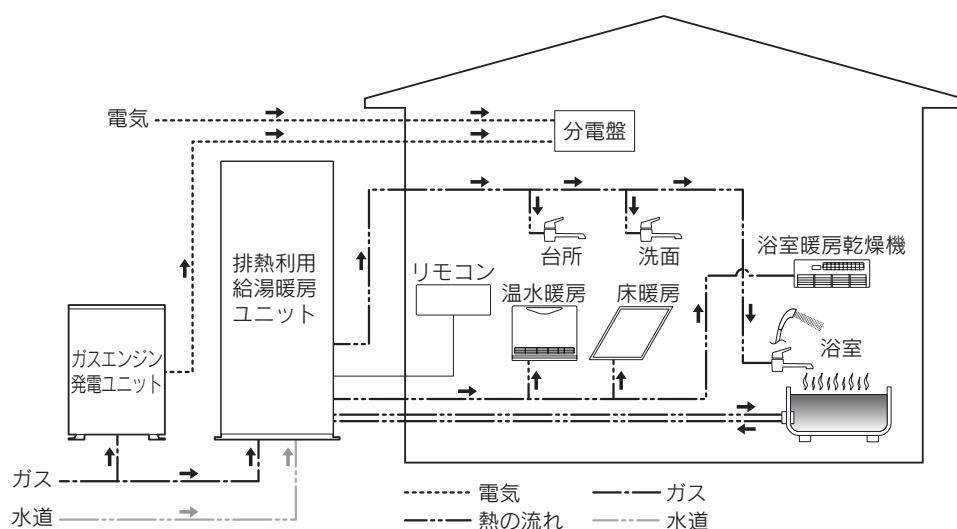 電気
分電盤
排熱利用
給湯暖房
ユニット
リモコン
台所
洗面
浴室暖房乾燥機
温水暖房
床暖房
浴室
ガスエンジン
発電ユニット
ガス
水道
電気
ガス
熱の流れ
水道